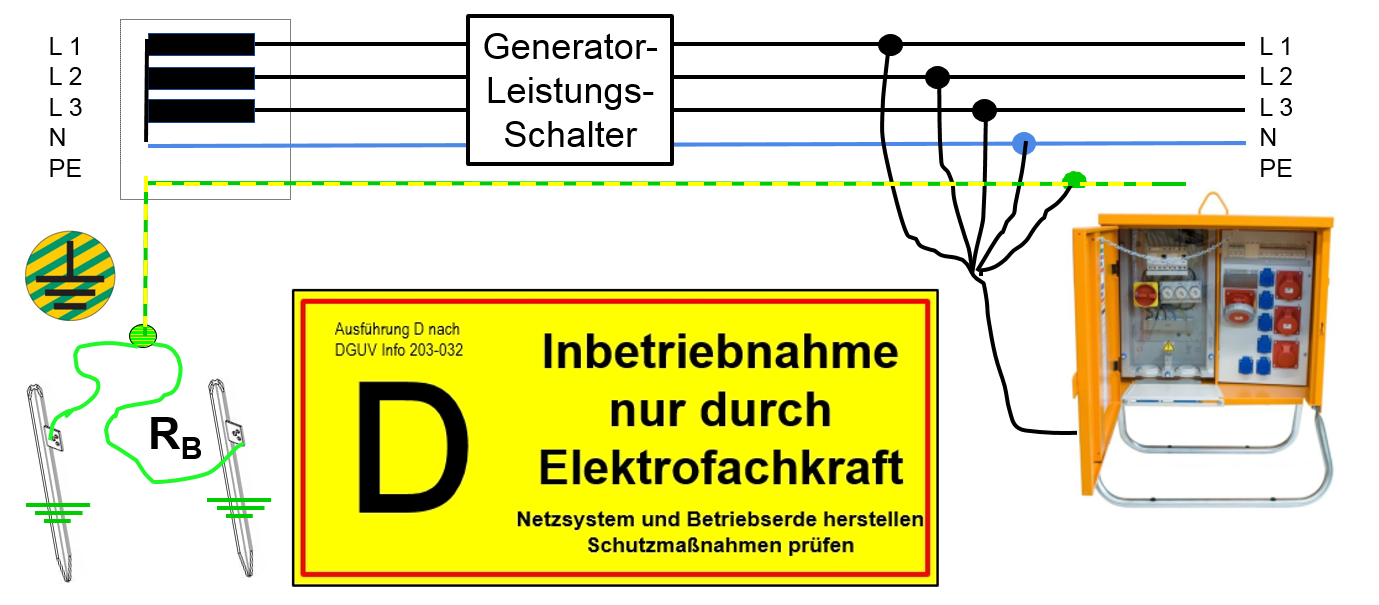 L 1
L 2
L 3
N
PE
Generator-
Leistungs-
Schalter
L 1
L 2
L 3
N
PE
R_B
Ausführung D nach
DGUV Info 203-032
D
Inbetriebnahme
nur durch
Elektrofachkraft
Netzsystem und Betriebserde herstellen
Schutzmaßnahmen prüfen